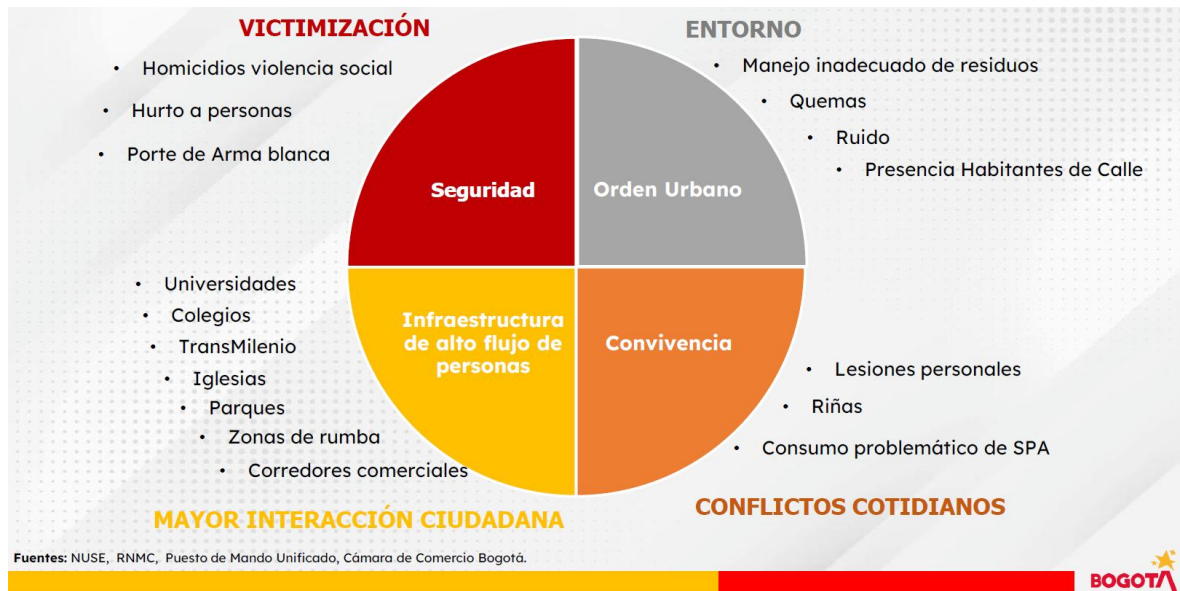 VICTIMIZACIÓN
• Homicidios violencia social
• Hurto a personas
• Porte de Arma blanca
ENTORNO
• Manejo inadecuado de residuos
• Quemas
• Ruido
• Presencia Habitantes de Calle
Seguridad
Orden Urbano
Infraestructura
de alto flujo de
personas
Convivencia
• Universidades
• Colegios
• TransMilenio
• Iglesias
• Parques
• Zonas de rumba
• Corredores comerciales
MAYOR INTERACCIÓN CIUDADANA
• Lesiones personales
• Riñas
• Consumo problemático de SPA
CONFLICTOS COTIDIANOS
Fuentes: NUSE, RNMC, Puesto de Mando Unificado, Cámara de Comercio Bogotá.
BOGOTÁ